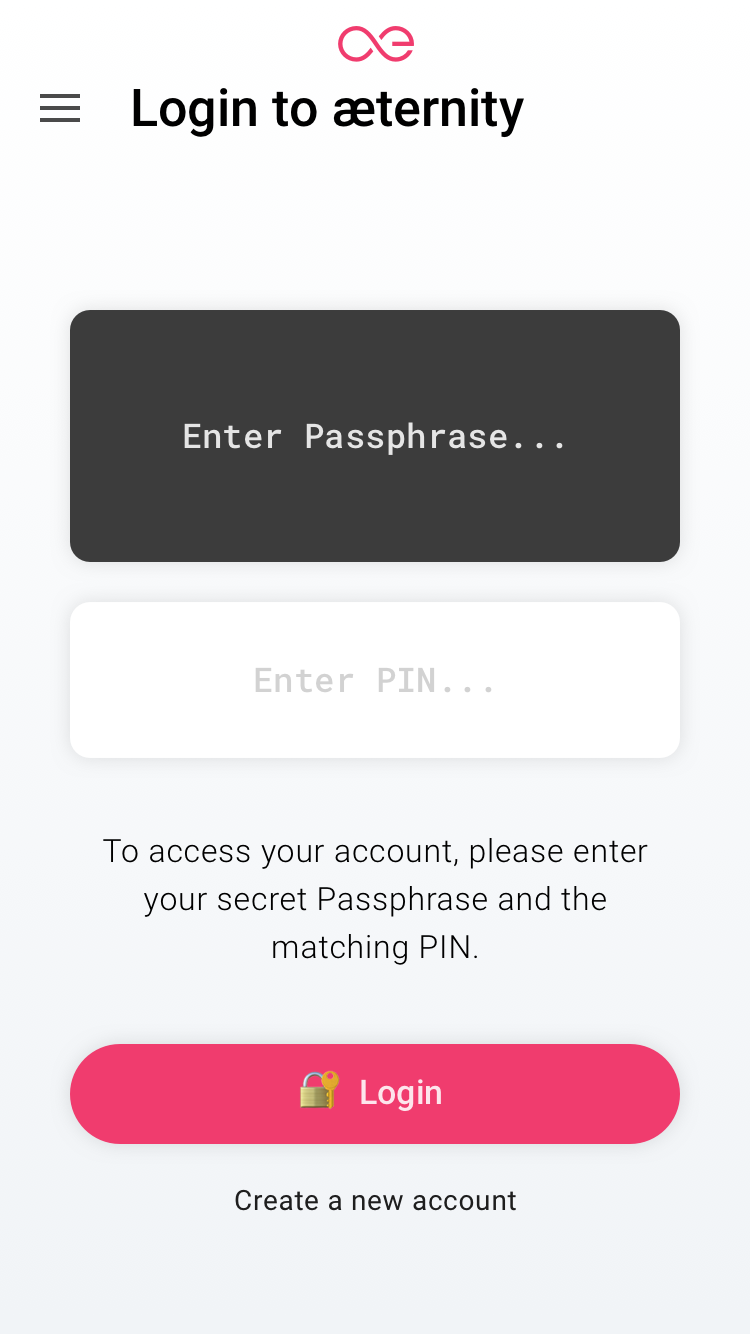 Login to æternity
Enter Passphrase...
Enter PIN...
To access your account, please enter
your secret Passphrase and the
matching PIN.
Login
Create a new account